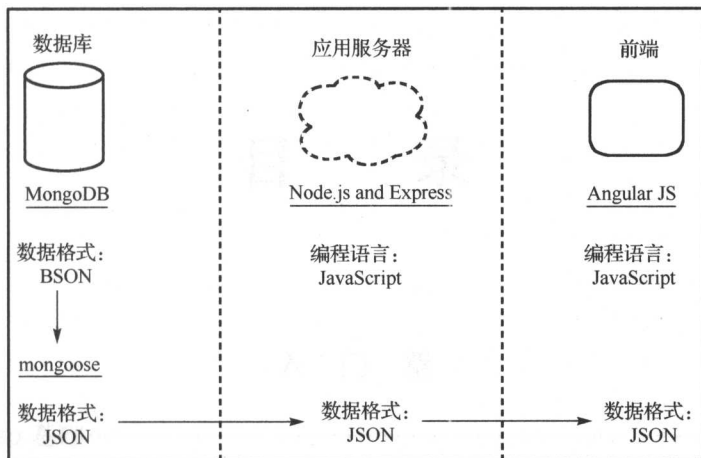 数据库
MongoDB
数据格式：
BSON
mongoose
数据格式：
JSON
应用服务器
Node.js and Express
编程语言：
JavaScript
数据格式：
JSON
前端
Angular JS
编程语言：
JavaScript
数据格式：
JSON